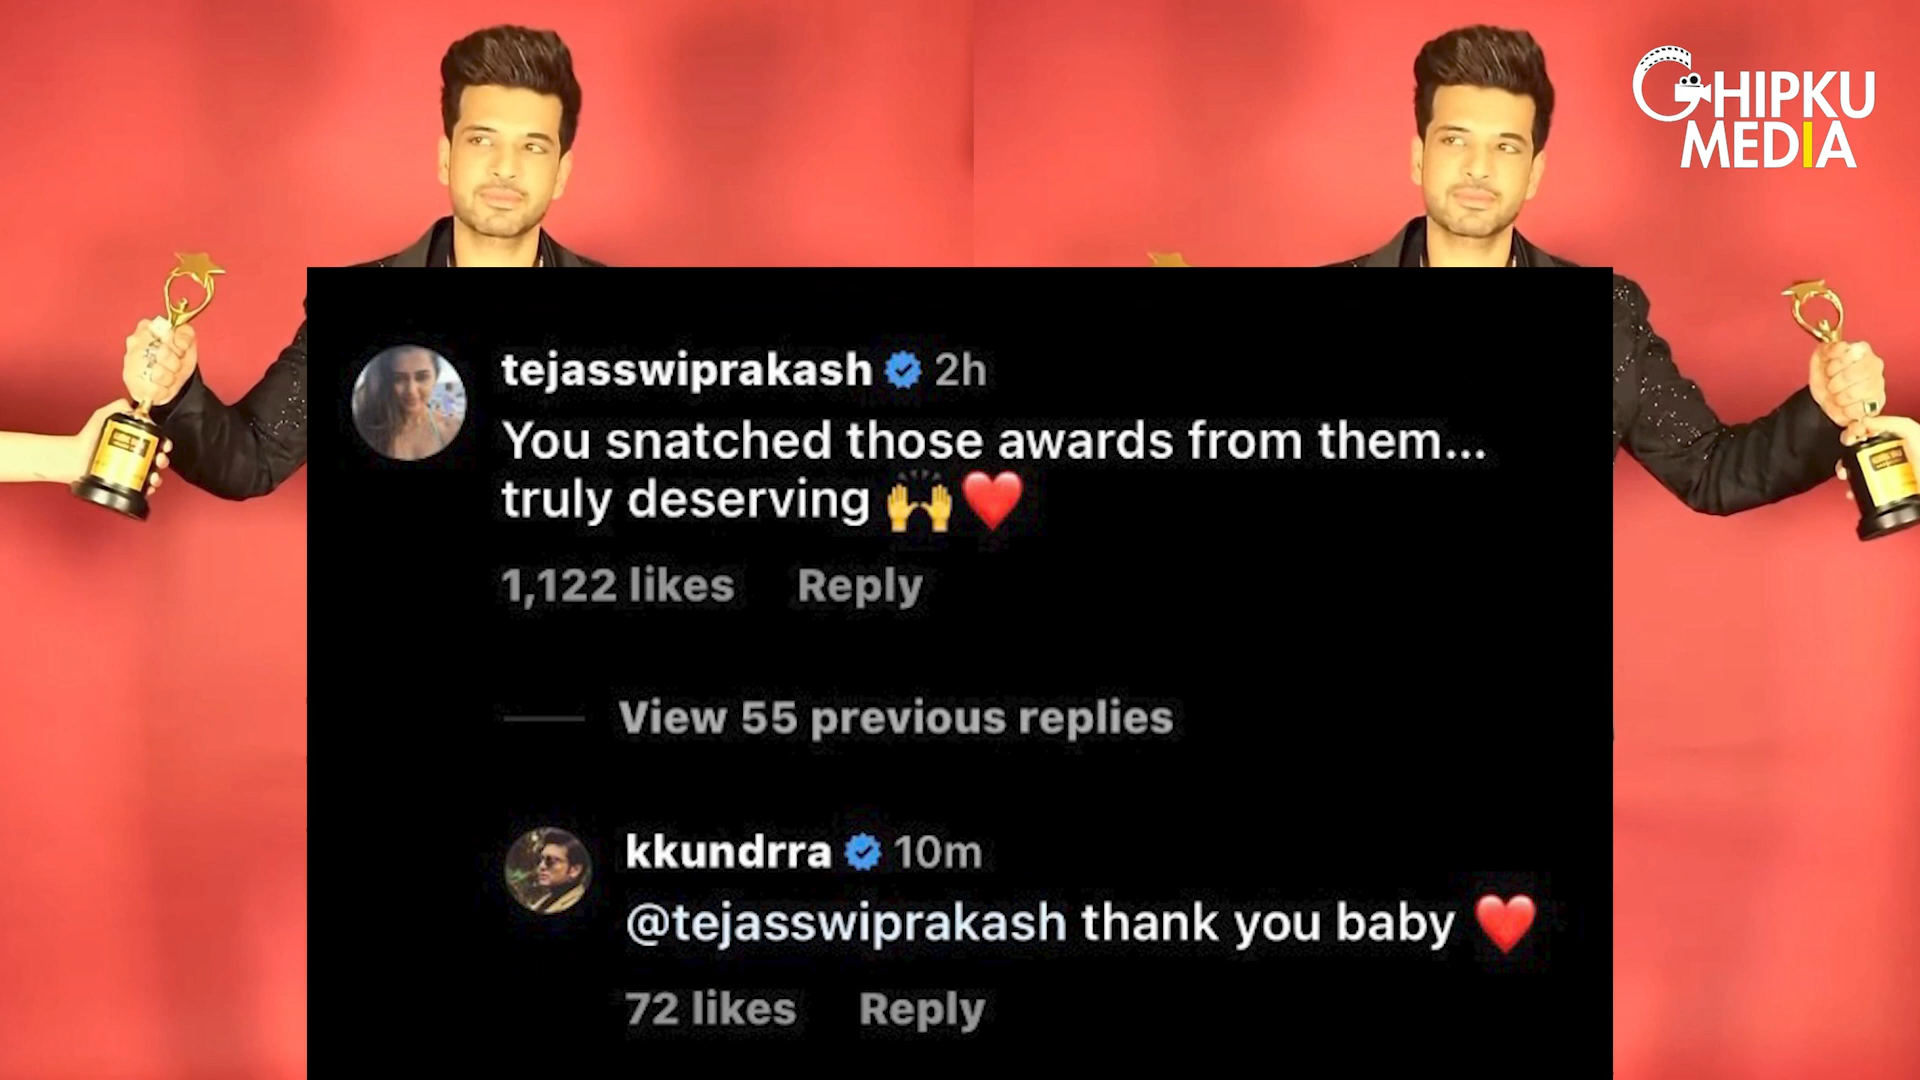 GHIPKU
MEDIA
tejasswiprakash 2h
You snatched those awards from them...
truly deserving 🙌❤️
1,122 likes Reply
View 55 previous replies
kkundrra 10m
@tejasswiprakash thank you baby ❤️
72 likes Reply